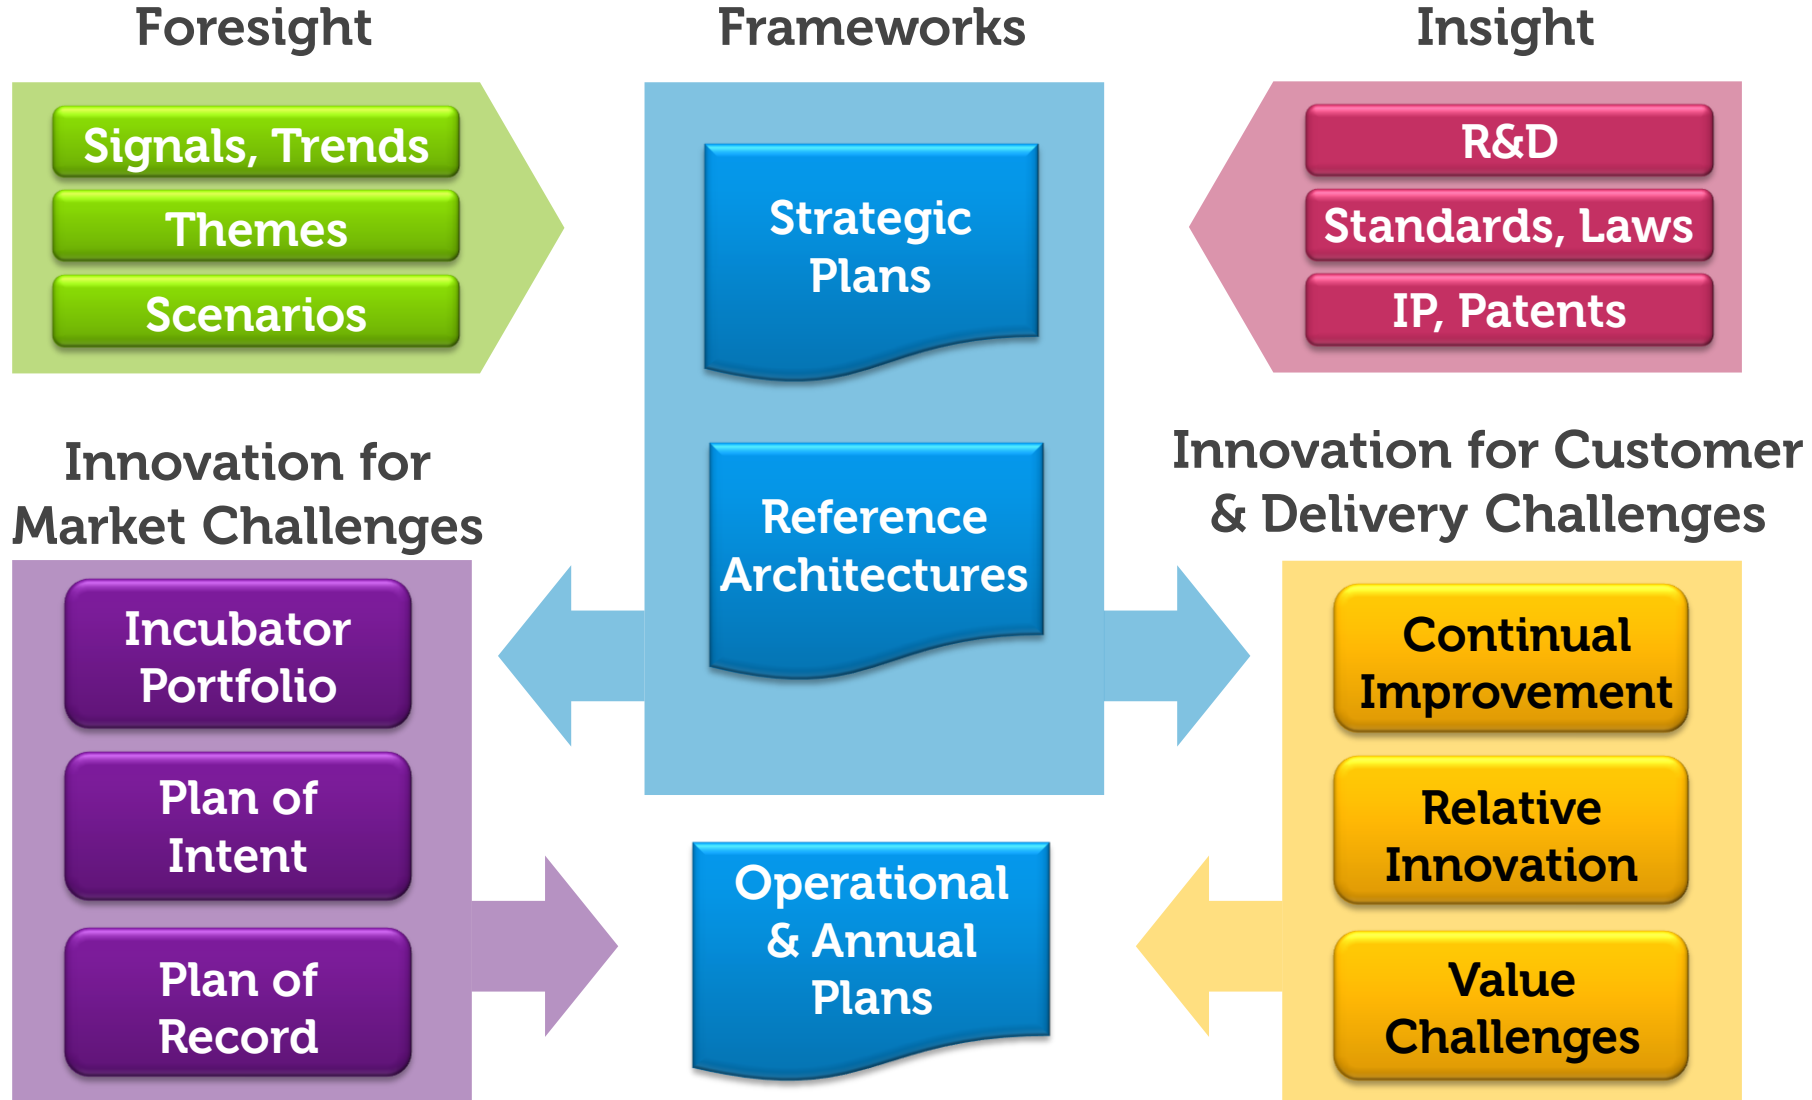 Foresight
Frameworks
Insight
Signals, Trends
Themes
Scenarios
Strategic
Plans
R&D
Standards, Laws
IP, Patents
Innovation for
Market Challenges
Reference
Architectures
Innovation for Customer
& Delivery Challenges
Incubator
Portfolio
Plan of
Intent
Plan of
Record
Operational
& Annual
Plans
Continual
Improvement
Relative
Innovation
Value
Challenges